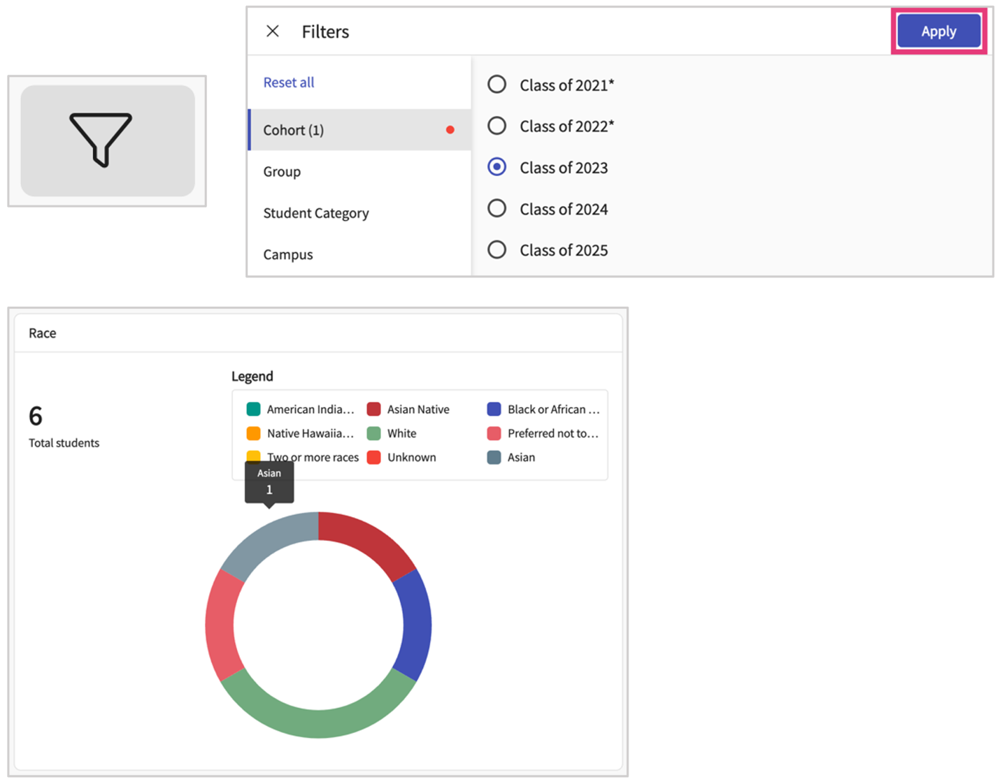 Filters
Apply
Reset all
Cohort (1)
Group
Student Category
Campus
Class of 2021*
Class of 2022*
Class of 2023
Class of 2024
Class of 2025
Race
6
Total students
Legend
American India…
Asian Native
Black or African …
Native Hawaiia…
White
Preferred not to…
Two or more races
Unknown
Asian
Asian
1